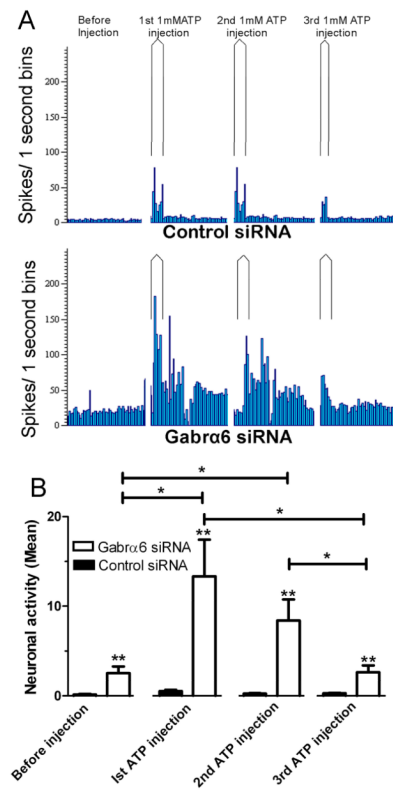 A
Before
Injection
1st 1mMATP
injection
2nd 1mM ATP
injection
3rd 1mM ATP
injection
Spikes/ 1 second bins
200
150
100
50
0
Control siRNA
Spikes/ 1 second bins
200
150
100
50
0
Gabrα6 siRNA
B
*
*
*
*
Neuronal activity (Mean)
20
10
0
Gabrα6 siRNA
Control siRNA
**
**
**
**
Before injection
1st ATP injection
2nd ATP injection
3rd ATP injection